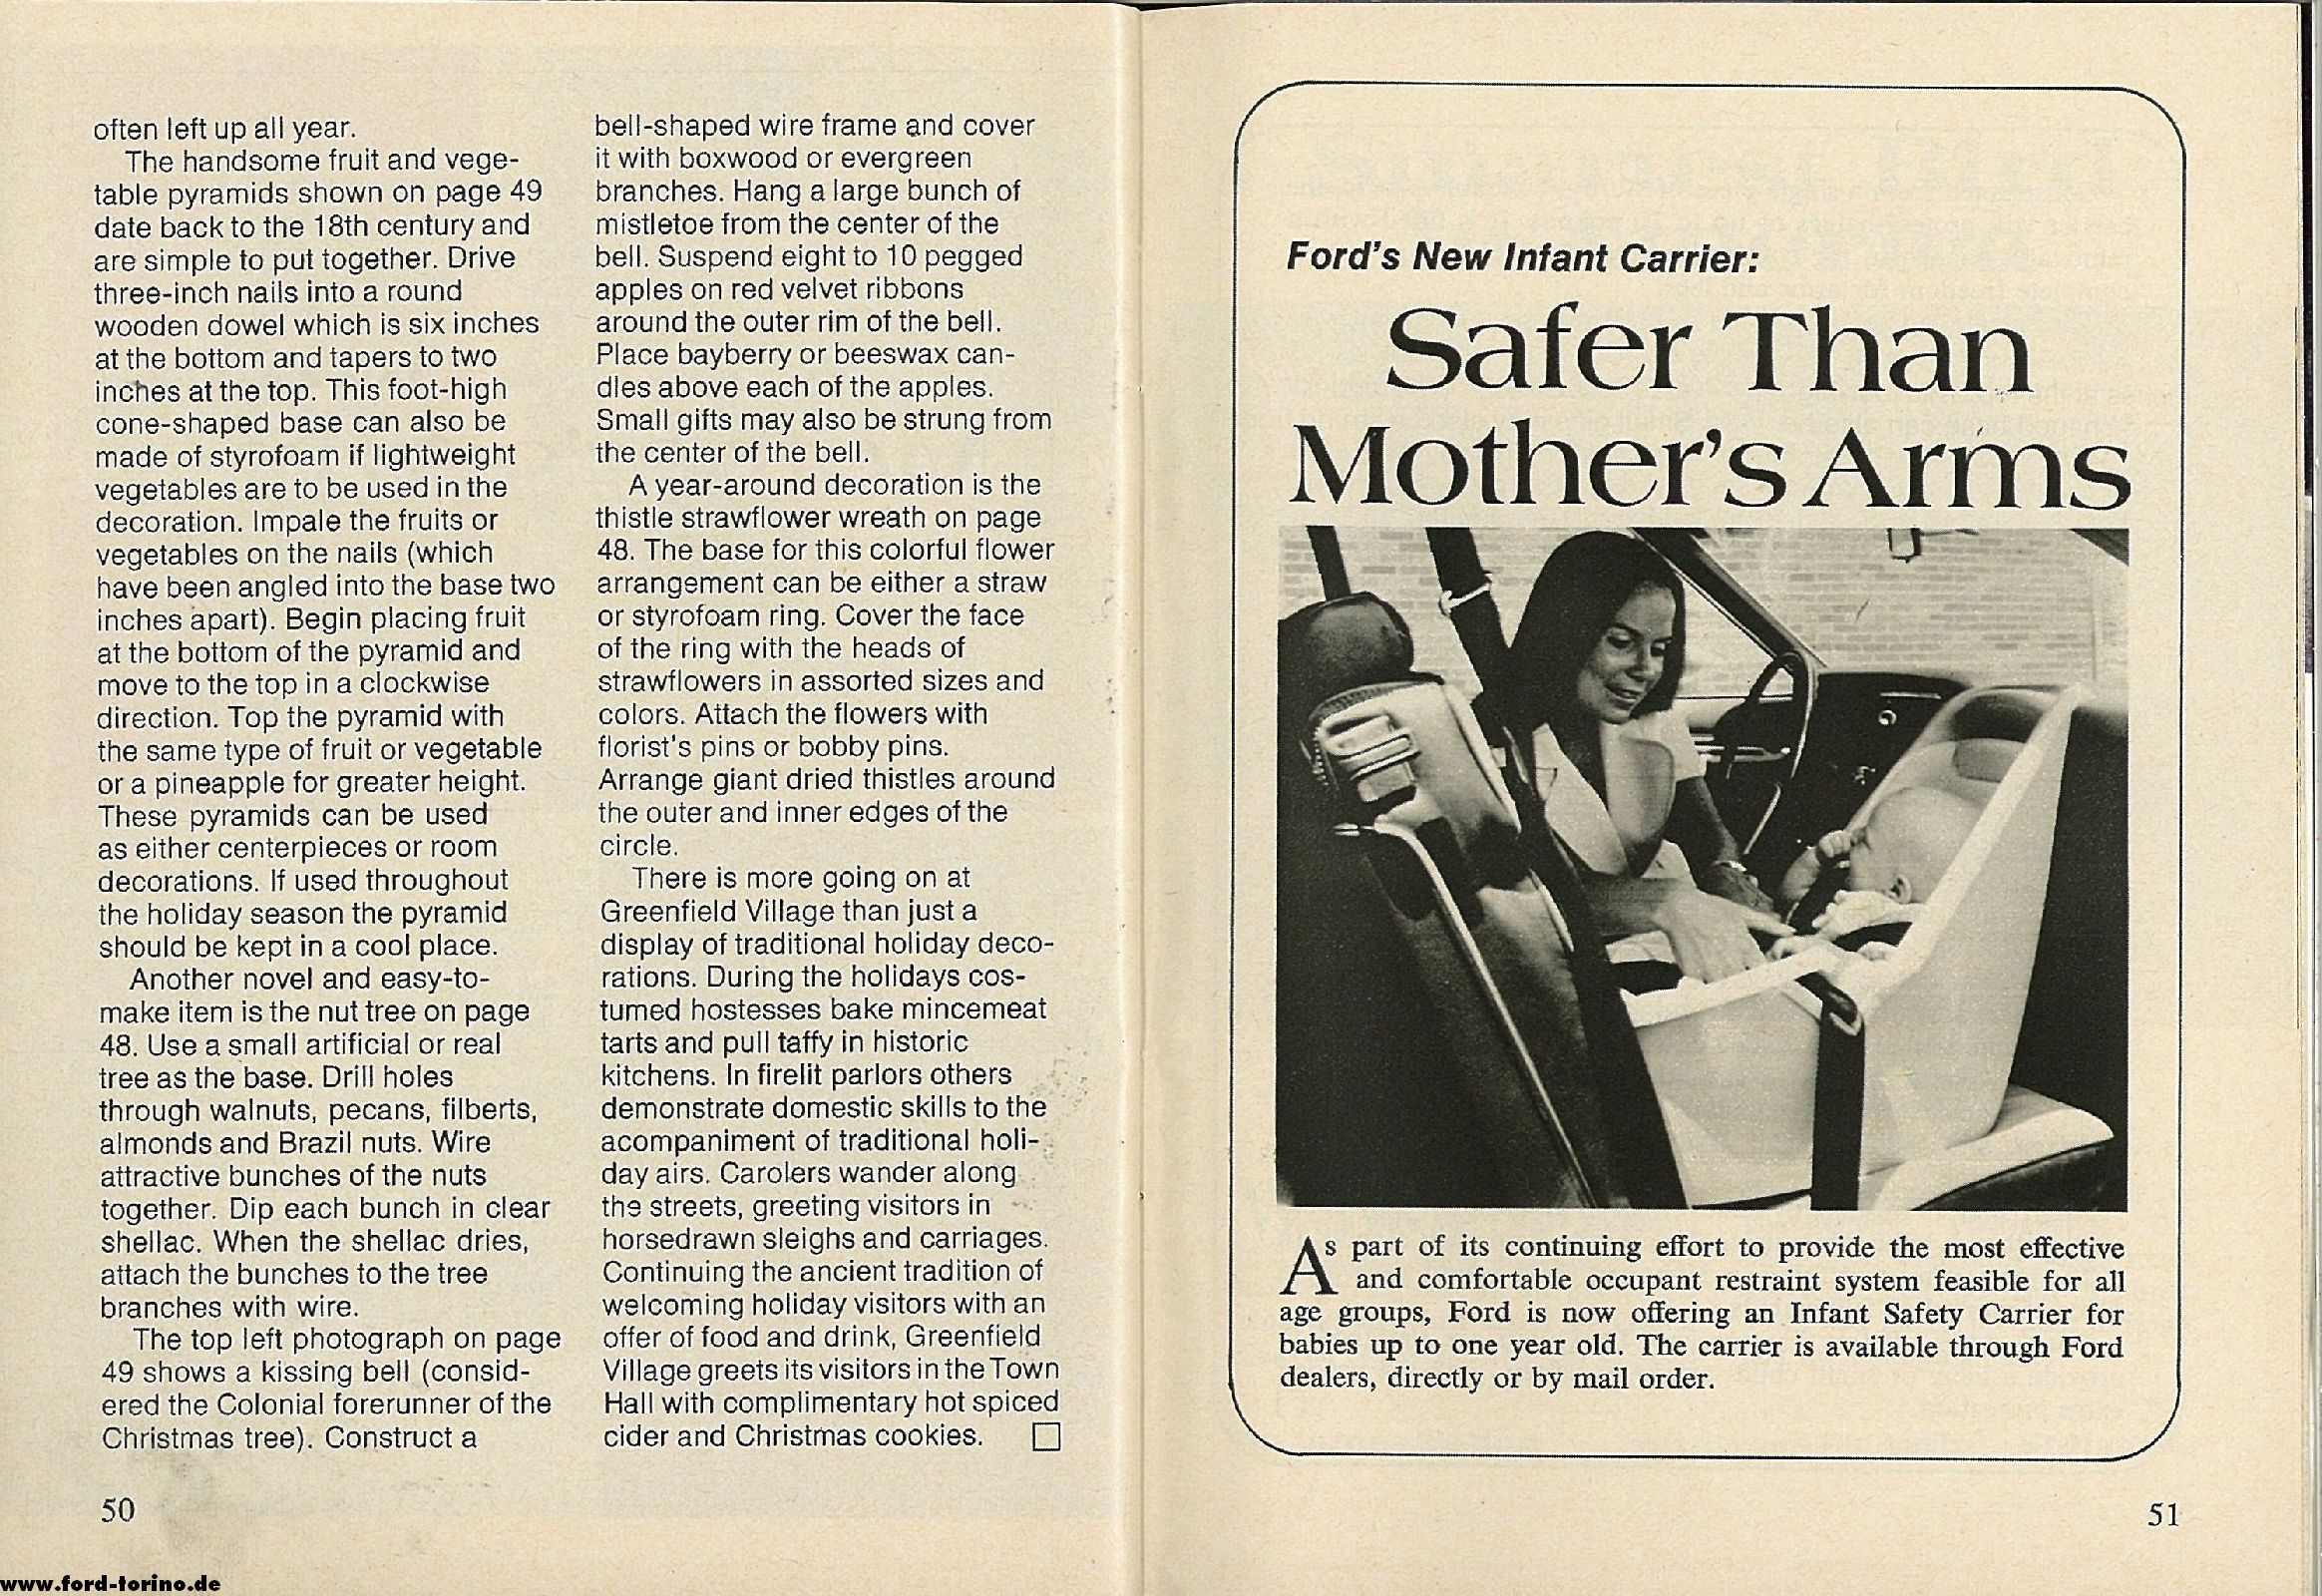 often left up all year.
The handsome fruit and vege-
table pyramids shown on page 49
date back to the 18th century and
are simple to put together. Drive
three-inch nails into a round
wooden dowel which is six inches
at the bottom and tapers to two
inches at the top. This foot-high
cone-shaped base can also be
made of styrofoam if lightweight
vegetables are to be used in the
decoration. Impale the fruits or
vegetables on the nails (which
have been angled into the base two
inches apart). Begin placing fruit
at the bottom of the pyramid and
move to the top in a clockwise
direction. Top the pyramid with
the same type of fruit or vegetable
or a pineapple for greater height.
These pyramids can be used
as either centerpieces or room
decorations. If used throughout
the holiday season the pyramid
should be kept in a cool place.
Another novel and easy-to-
make item is the nut tree on page
48. Use a small artificial or real
tree as the base. Drill holes
through walnuts, pecans, filberts,
almonds and Brazil nuts. Wire
attractive bunches of the nuts
together. Dip each bunch in clear
shellac. When the shellac dries,
attach the bunches to the tree
branches with wire.
The top left photograph on page
49 shows a kissing bell (consid-
ered the Colonial forerunner of the
Christmas tree). Construct a
bell-shaped wire frame and cover
it with boxwood or evergreen
branches. Hang a large bunch of
mistletoe from the center of the
bell. Suspend eight to 10 pegged
apples on red velvet ribbons
around the outer rim of the bell.
Place bayberry or beeswax can-
dles above each of the apples.
Small gifts may also be strung from
the center of the bell.
A year-around decoration is the
thistle strawflower wreath on page
48. The base for this colorful flower
arrangement can be either a straw
or styrofoam ring. Cover the face
of the ring with the heads of
strawflowers in assorted sizes and
colors. Attach the flowers with
florist's pins or bobby pins.
Arrange giant dried thistles around
the outer and inner edges of the
circle.
There is more going on at
Greenfield Village than just a
display of traditional holiday deco-
rations. During the holidays cos-
tumed hostesses bake mincemeat
tarts and pull taffy in historic
kitchens. In firelit parlors others
demonstrate domestic skills to the
acompaniment of traditional holi-
day airs. Carolers wander along
the streets, greeting visitors in
horsedrawn sleighs and carriages.
Continuing the ancient tradition of
welcoming holiday visitors with an
offer of food and drink, Greenfield
Village greets its visitors in the Town
Hall with complimentary hot spiced
cider and Christmas cookies.
50
Ford's New Infant Carrier:
Safer Than
Mother's Arms
As part of its continuing effort to provide the most effective
and comfortable occupant restraint system feasible for all
age groups, Ford is now offering an Infant Safety Carrier for
babies up to one year old. The carrier is available through Ford
dealers, directly or by mail order.
51
www.ford-torino.de